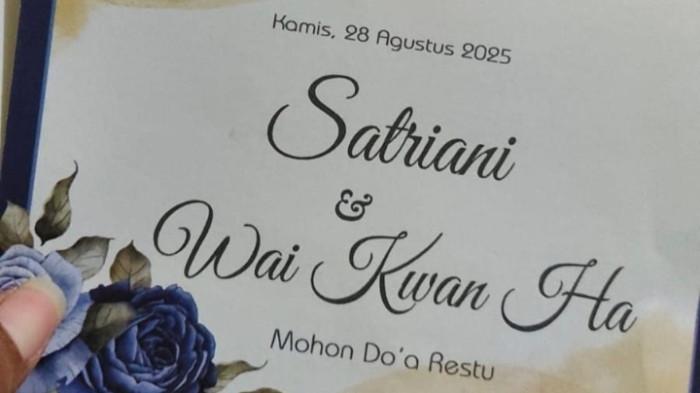 Kamis, 28 Agustus 2025
Satriani
&
Wai Kwan Ha
Mohon Do'a Restu